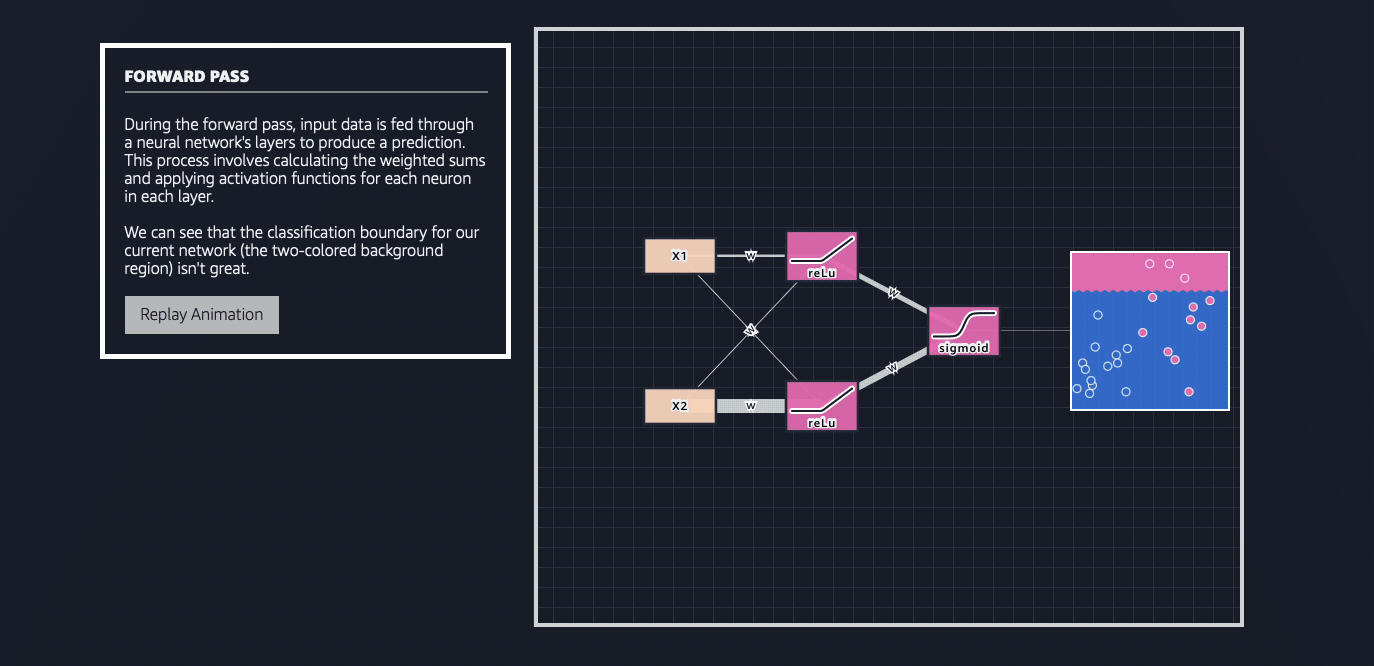 FORWARD PASS
During the forward pass, input data is fed through
a neural network's layers to produce a prediction.
This process involves calculating the weighted sums
and applying activation functions for each neuron
in each layer.
We can see that the classification boundary for our
current network (the two-colored background
region) isn't great.
Replay Animation
X1
W
reLu
W
W
sigmoid
W
X2
W
reLu